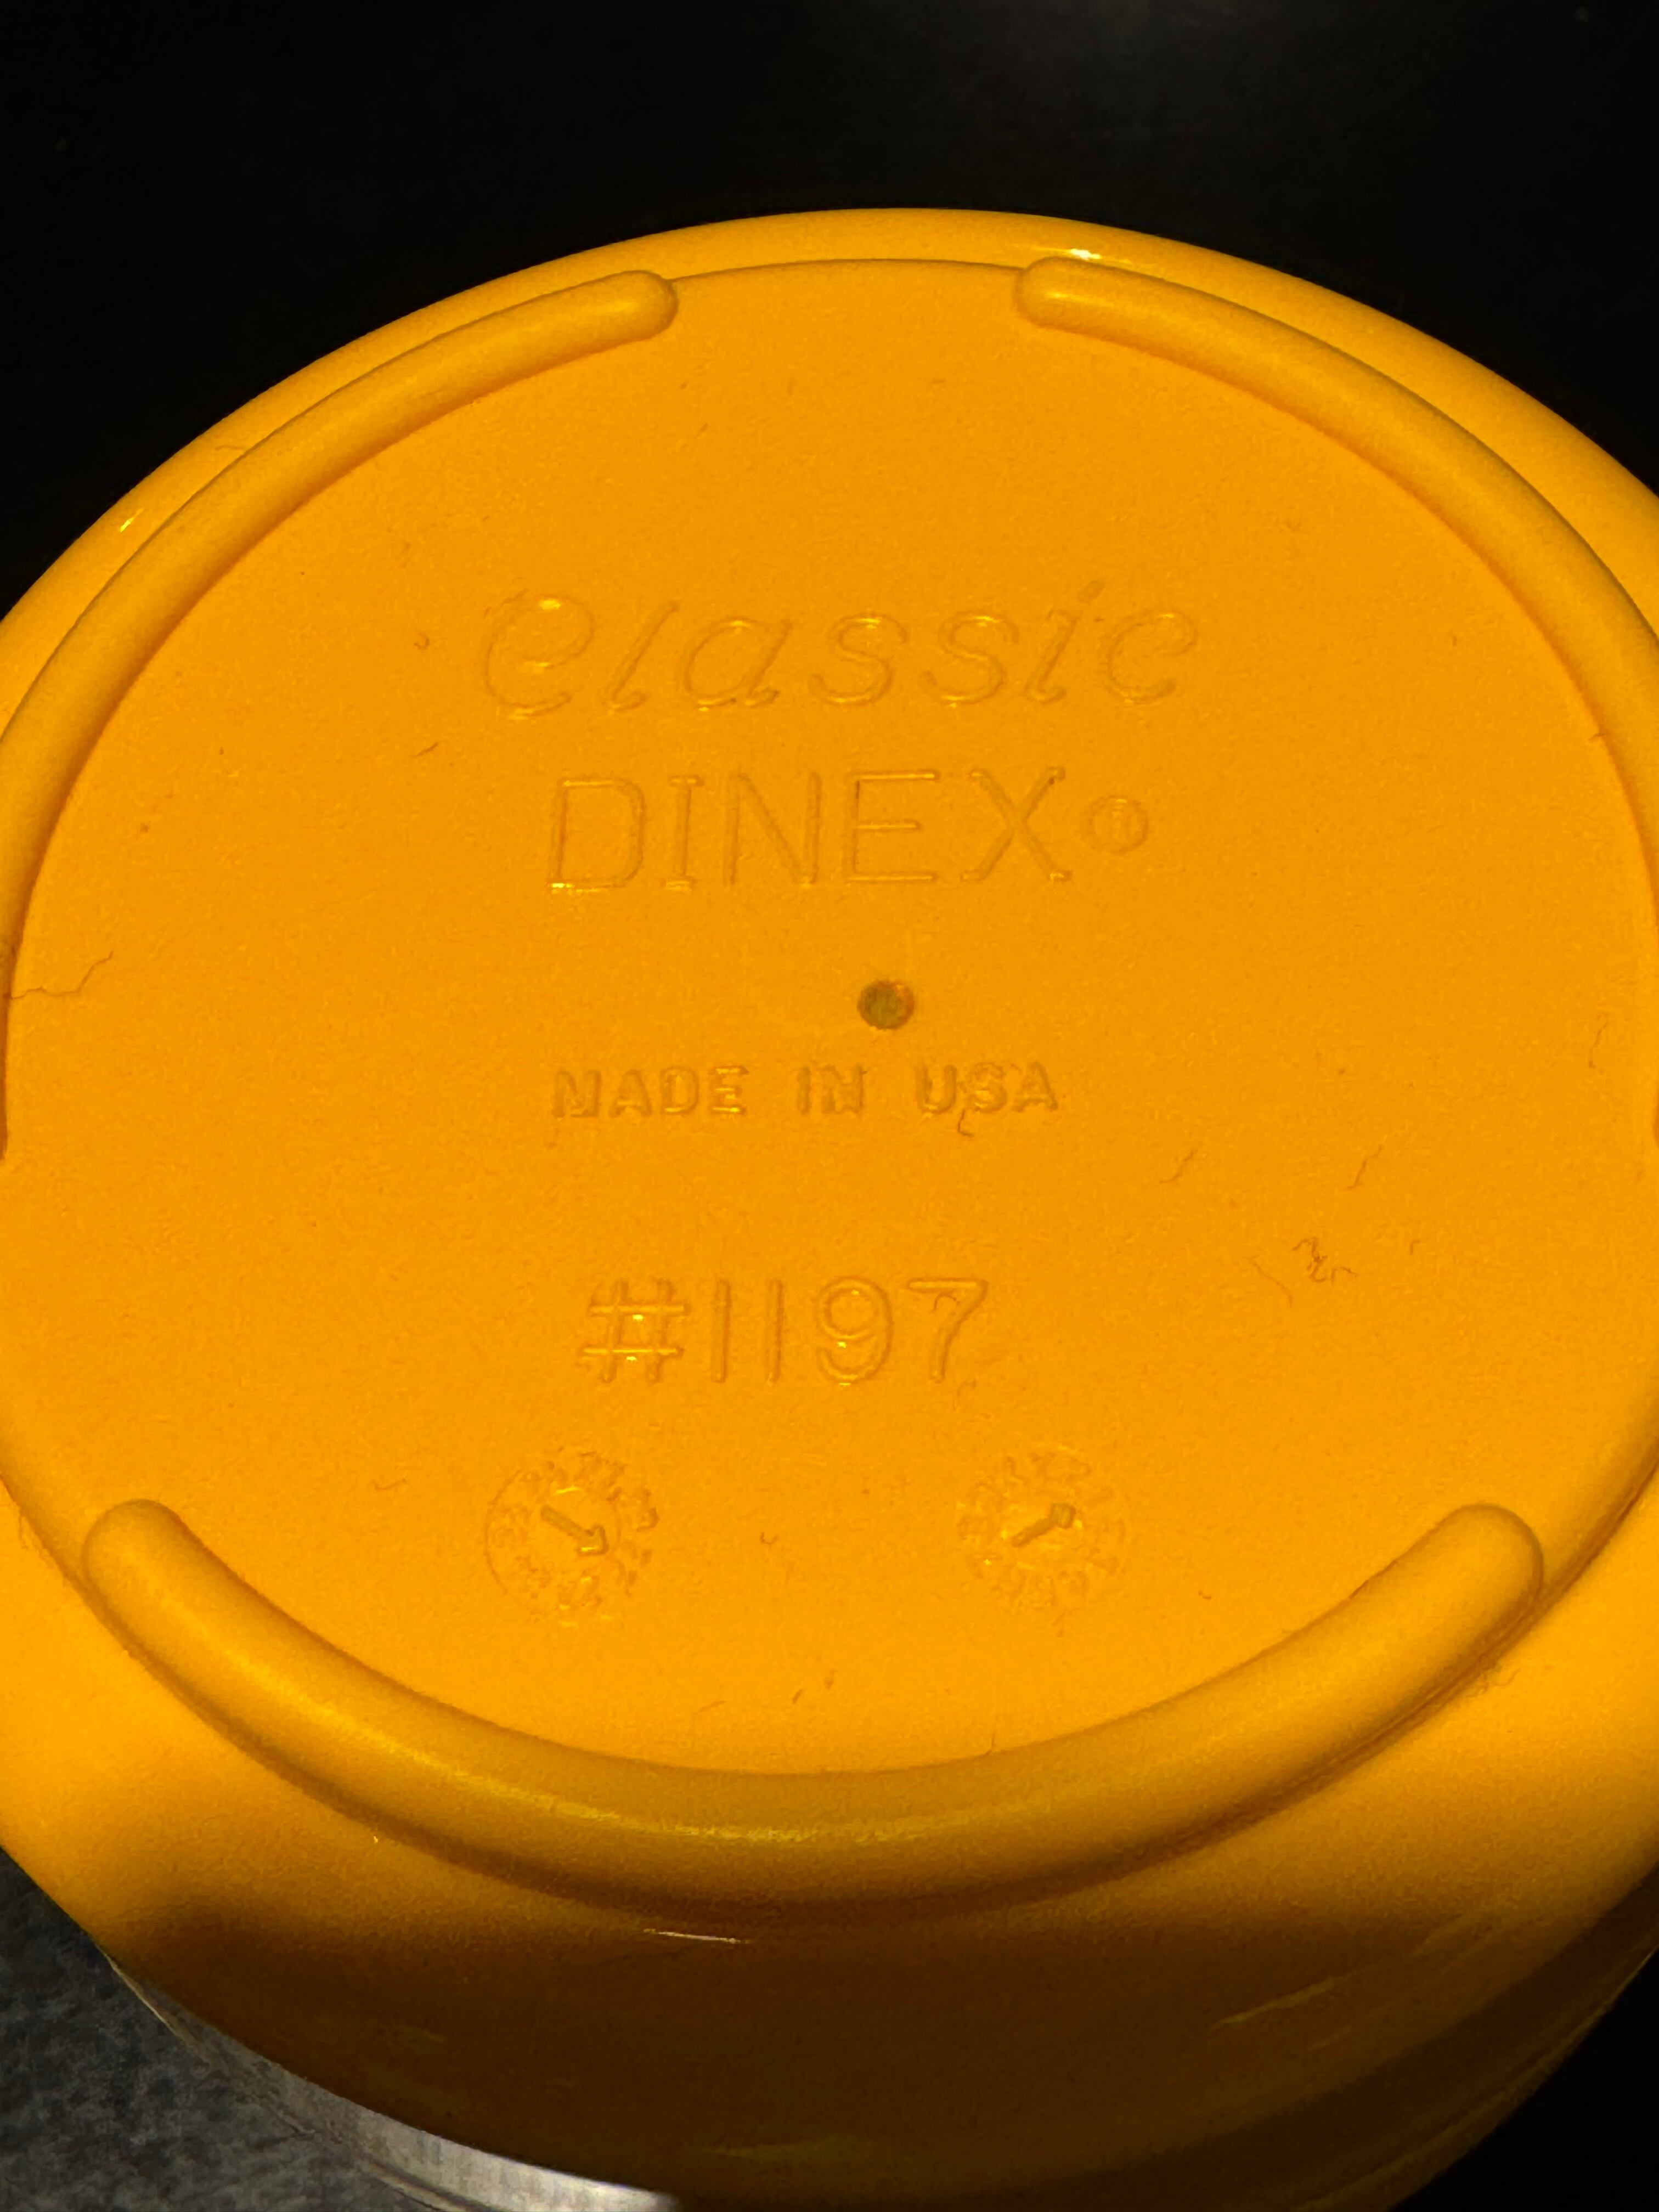 classic
DINEX®
MADE IN USA
#1197